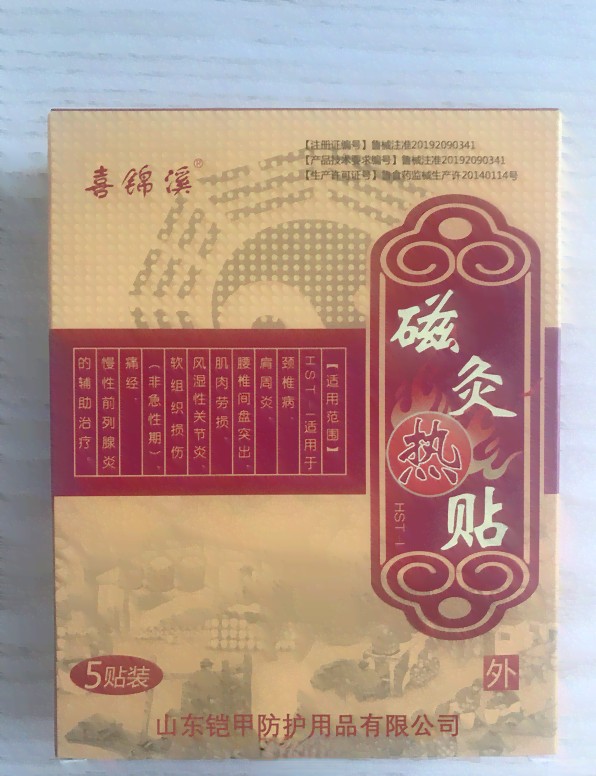 【注册证编号】鲁械注准20192090341
【产品技术要求编号】鲁械注准20192090341
【生产许可证号】鲁食药监械生产许20140114号
喜锦溪®
磁灸热贴
HST-I
【适用范围】
HST-I适用于
颈椎病、
肩周炎、
腰椎间盘突出、
肌肉劳损、
风湿性关节炎、
软组织损伤
(非急性期)、
痛经、
慢性前列腺炎
的辅助治疗。
5贴装
外
山东铠甲防护用品有限公司